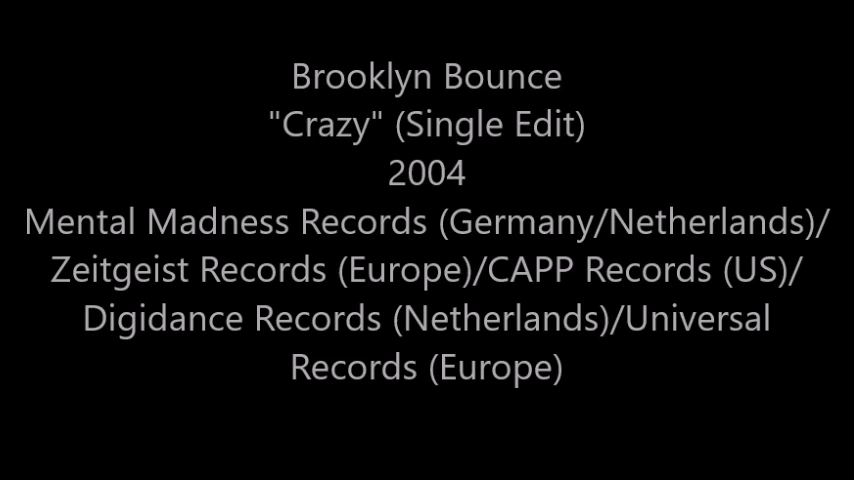 Brooklyn Bounce
"Crazy" (Single Edit)
2004
Mental Madness Records (Germany/Netherlands)/
Zeitgeist Records (Europe)/CAPP Records (US)/
Digidance Records (Netherlands)/Universal
Records (Europe)